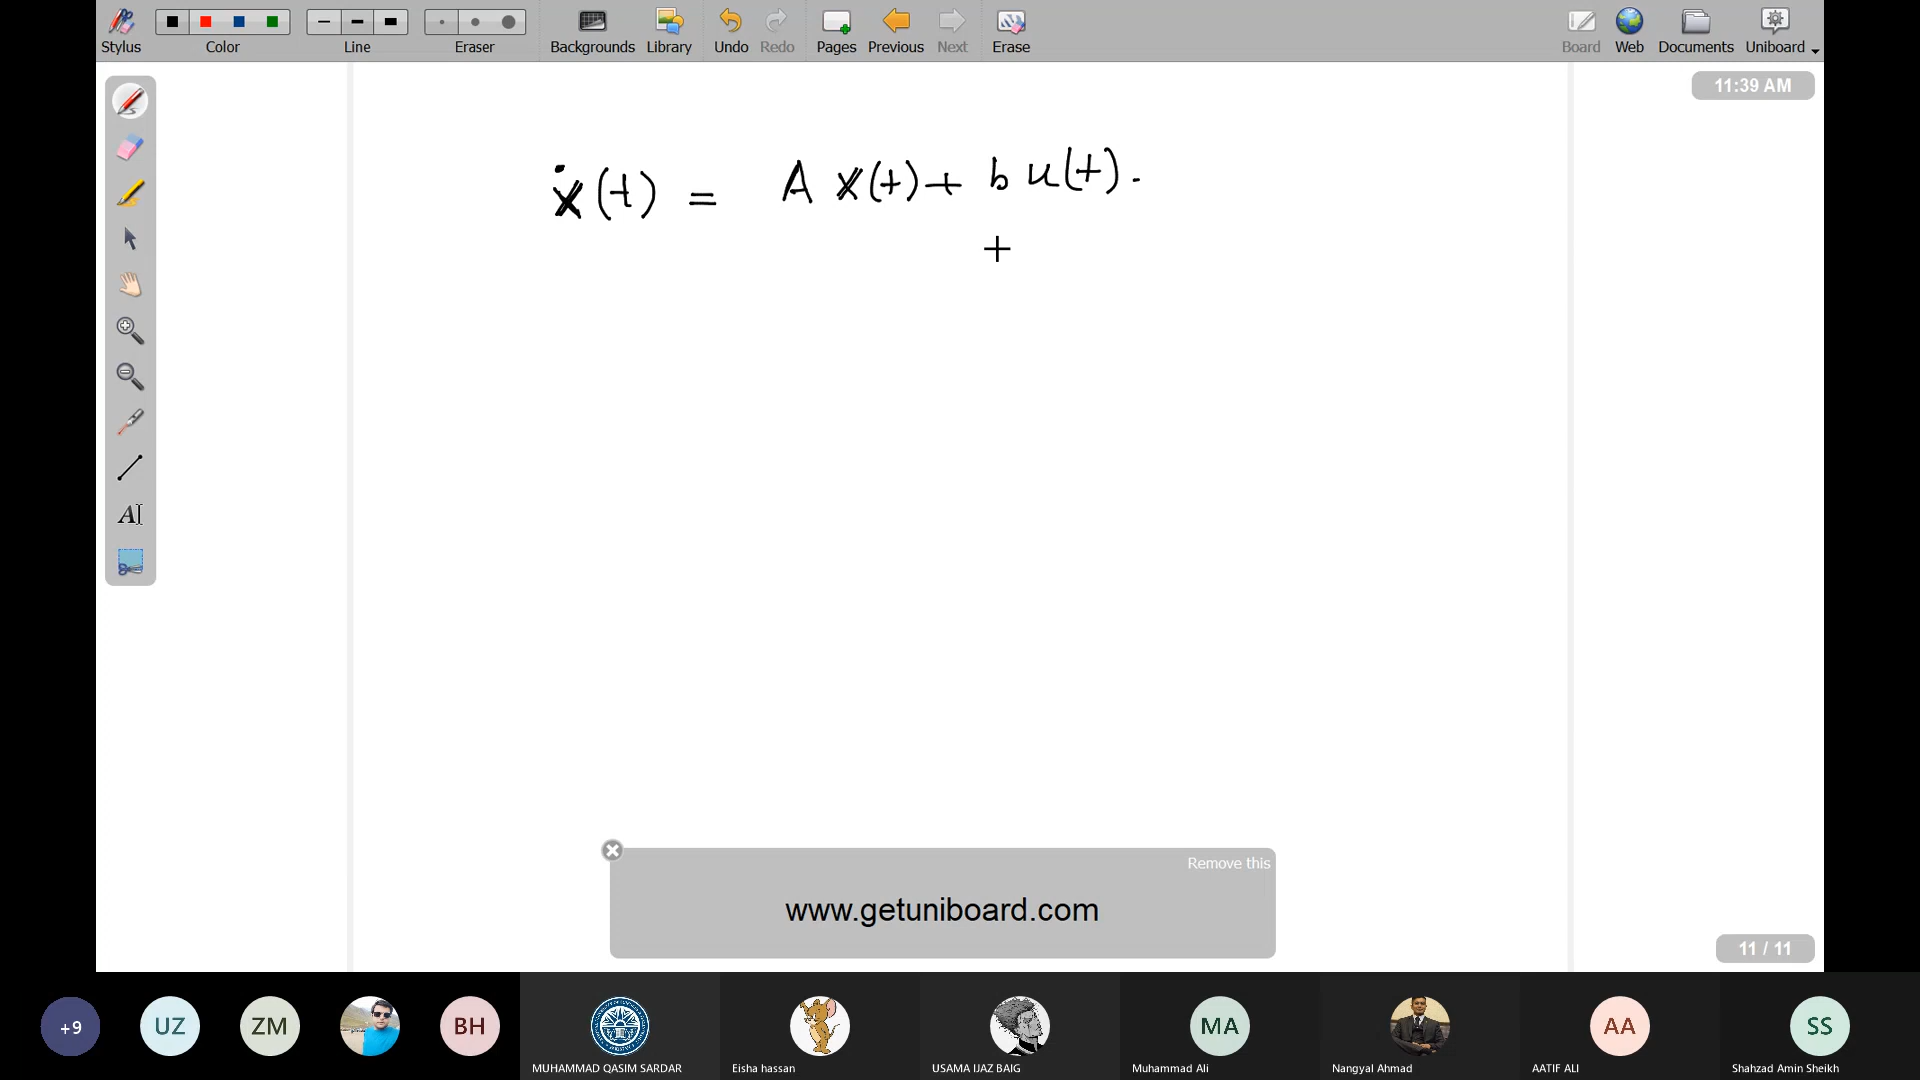 Stylus Color Line Eraser Backgrounds Library Undo Redo Pages Previous Next Erase Board Web Documents Uniboard
11:39 AM
ẋ(t) = A x(t) + b u(t).
A
Remove this
www.getuniboard.com
11 / 11
+9 UZ ZM BH MA AA SS
MUHAMMAD QASIM SARDAR Eisha hassan USAMA IJAZ BAIG Muhammad Ali Nangyal Ahmad AATIF ALI Shahzad Amin Sheikh